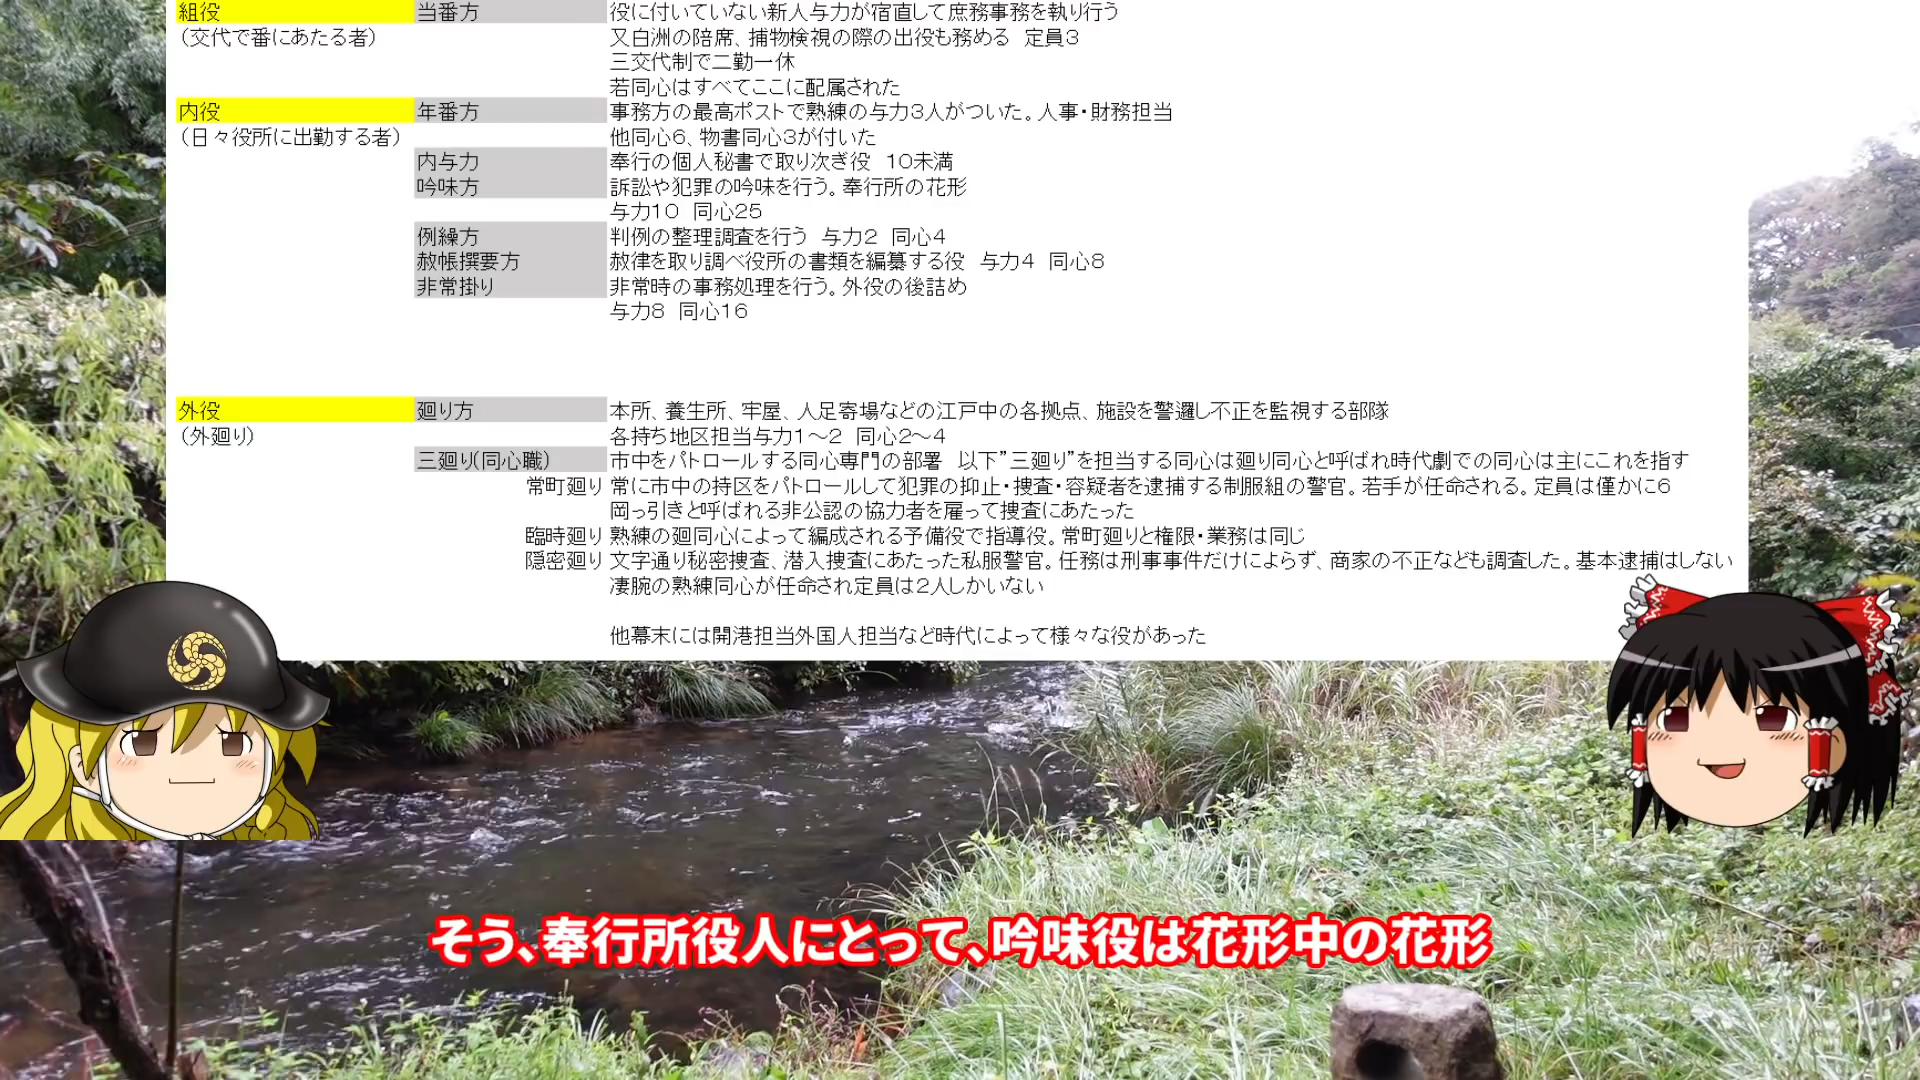 組役 当番方 役に付いていない新人与力が宿直して庶務事務を執り行う
（交代で番にあたる者） 又白洲の陪席、捕物検視の際の出役も務める　定員３
三交代制で二勤一休
若同心はすべてここに配属された
内役 年番方 事務方の最高ポストで熟練の与力３人がついた。人事・財務担当
（日々役所に出勤する者） 他同心６、物書同心３が付いた
内与力 奉行の個人秘書で取り次ぎ役　１０未満
吟味方 訴訟や犯罪の吟味を行う。奉行所の花形
与力１０　同心25
例繰方 判例の整理調査を行う　与力２　同心４
赦帳撰要方 赦律を取り調べ役所の書類を編纂する役　与力４　同心８
非常掛り 非常時の事務処理を行う。外役の後詰め
与力８　同心１６
外役 廻り方 本所、養生所、牢屋、人足寄場などの江戸中の各拠点、施設を警邏し不正を監視する部隊
（外廻り） 各持ち地区担当与力１～２　同心２～４
三廻り(同心職) 市中をパトロールする同心専門の部署　以下”三廻り”を担当する同心は廻り同心と呼ばれ時代劇での同心は主にこれを指す
常町廻り 常に市中の持区をパトロールして犯罪の抑止・捜査・容疑者を逮捕する制服組の警官。若手が任命される。定員は僅かに６
岡っ引きと呼ばれる非公認の協力者を雇って捜査にあたった
臨時廻り 熟練の廻同心によって編成される予備役で指導役。常町廻りと権限・業務は同じ
隠密廻り 文字通り秘密捜査、潜入捜査にあたった私服警官。任務は刑事事件だけによらず、商家の不正なども調査した。基本逮捕はしない
凄腕の熟練同心が任命され定員は２人しかいない
他幕末には開港担当外国人担当など時代によって様々な役があった
そう、奉行所役人にとって、吟味役は花形中の花形